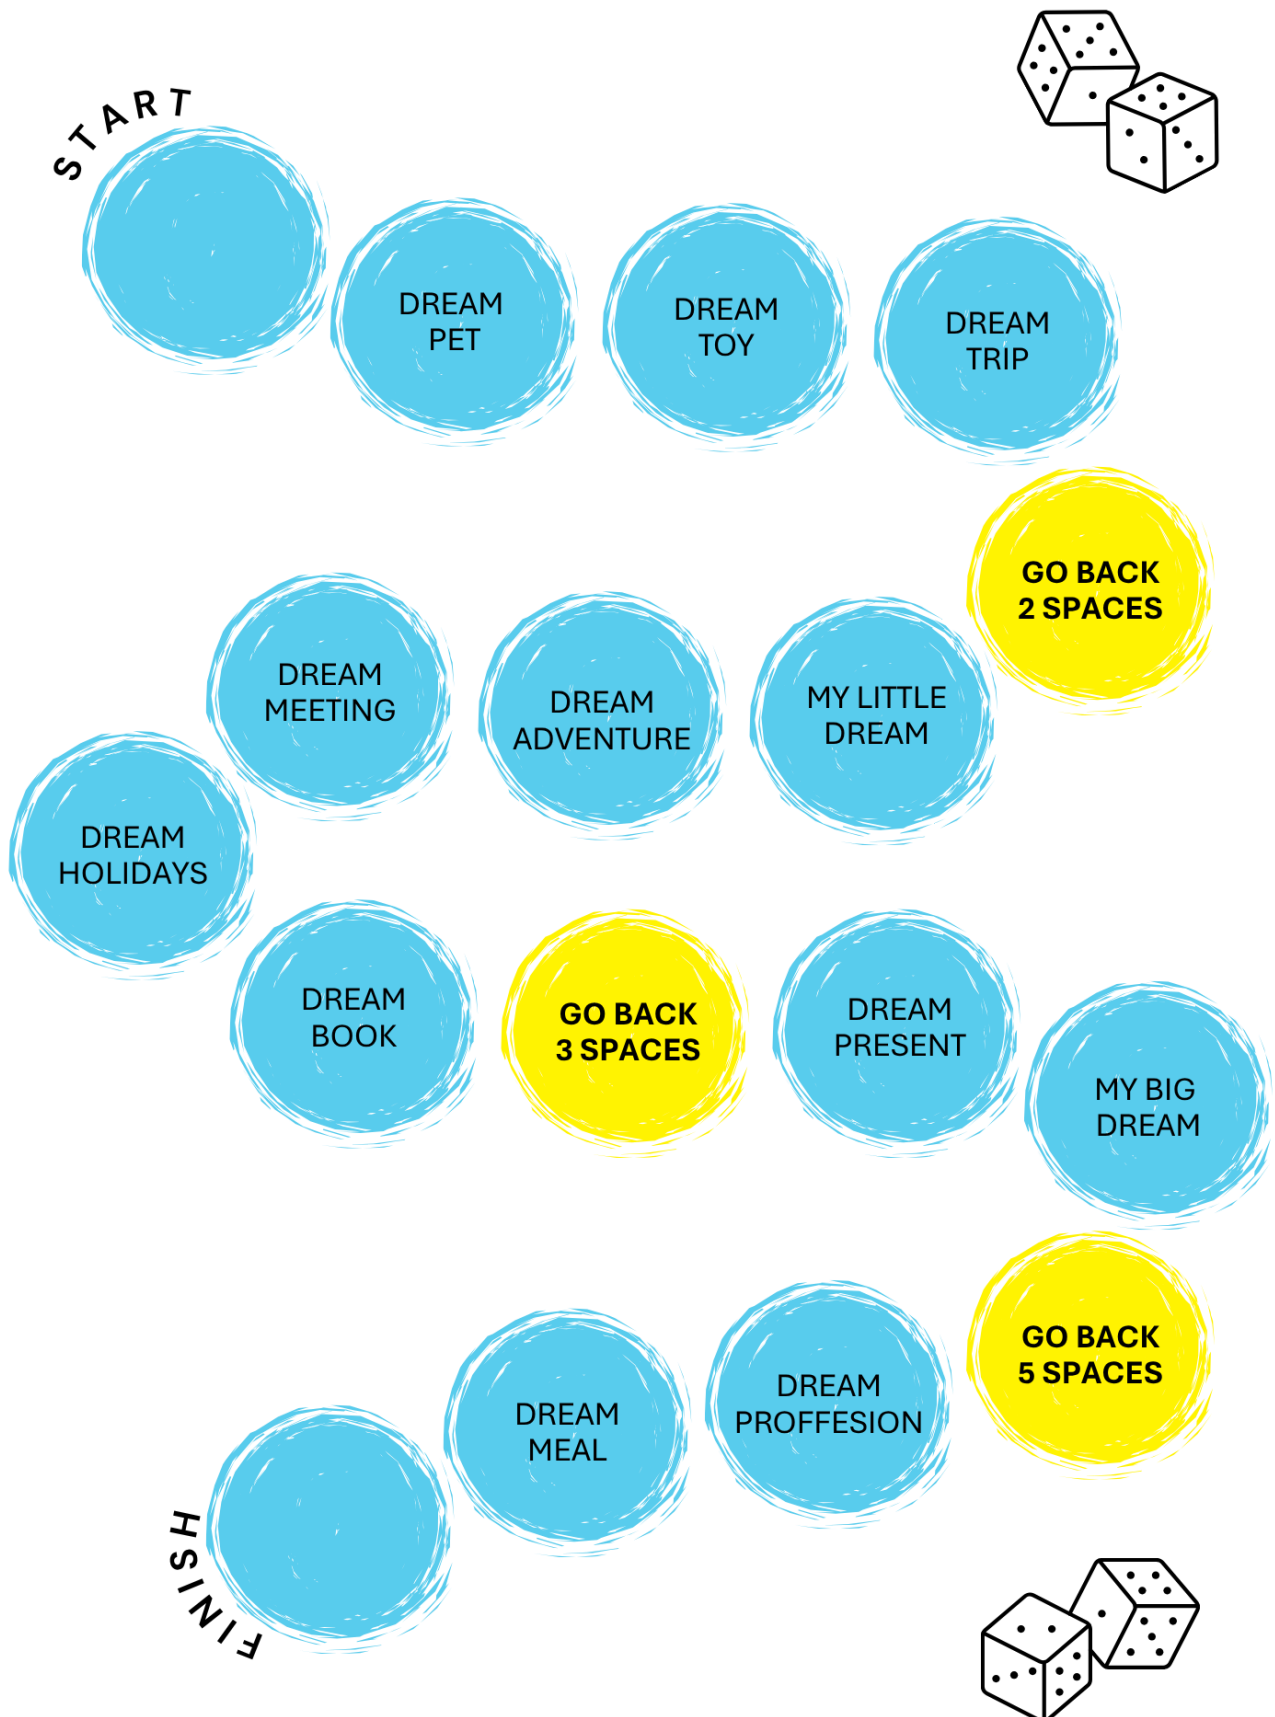 START
DREAM
PET
DREAM
TOY
DREAM
TRIP
GO BACK
2 SPACES
MY LITTLE
DREAM
DREAM
ADVENTURE
DREAM
MEETING
DREAM
HOLIDAYS
DREAM
BOOK
GO BACK
3 SPACES
DREAM
PRESENT
MY BIG
DREAM
GO BACK
5 SPACES
DREAM
PROFFESION
DREAM
MEAL
FINISH